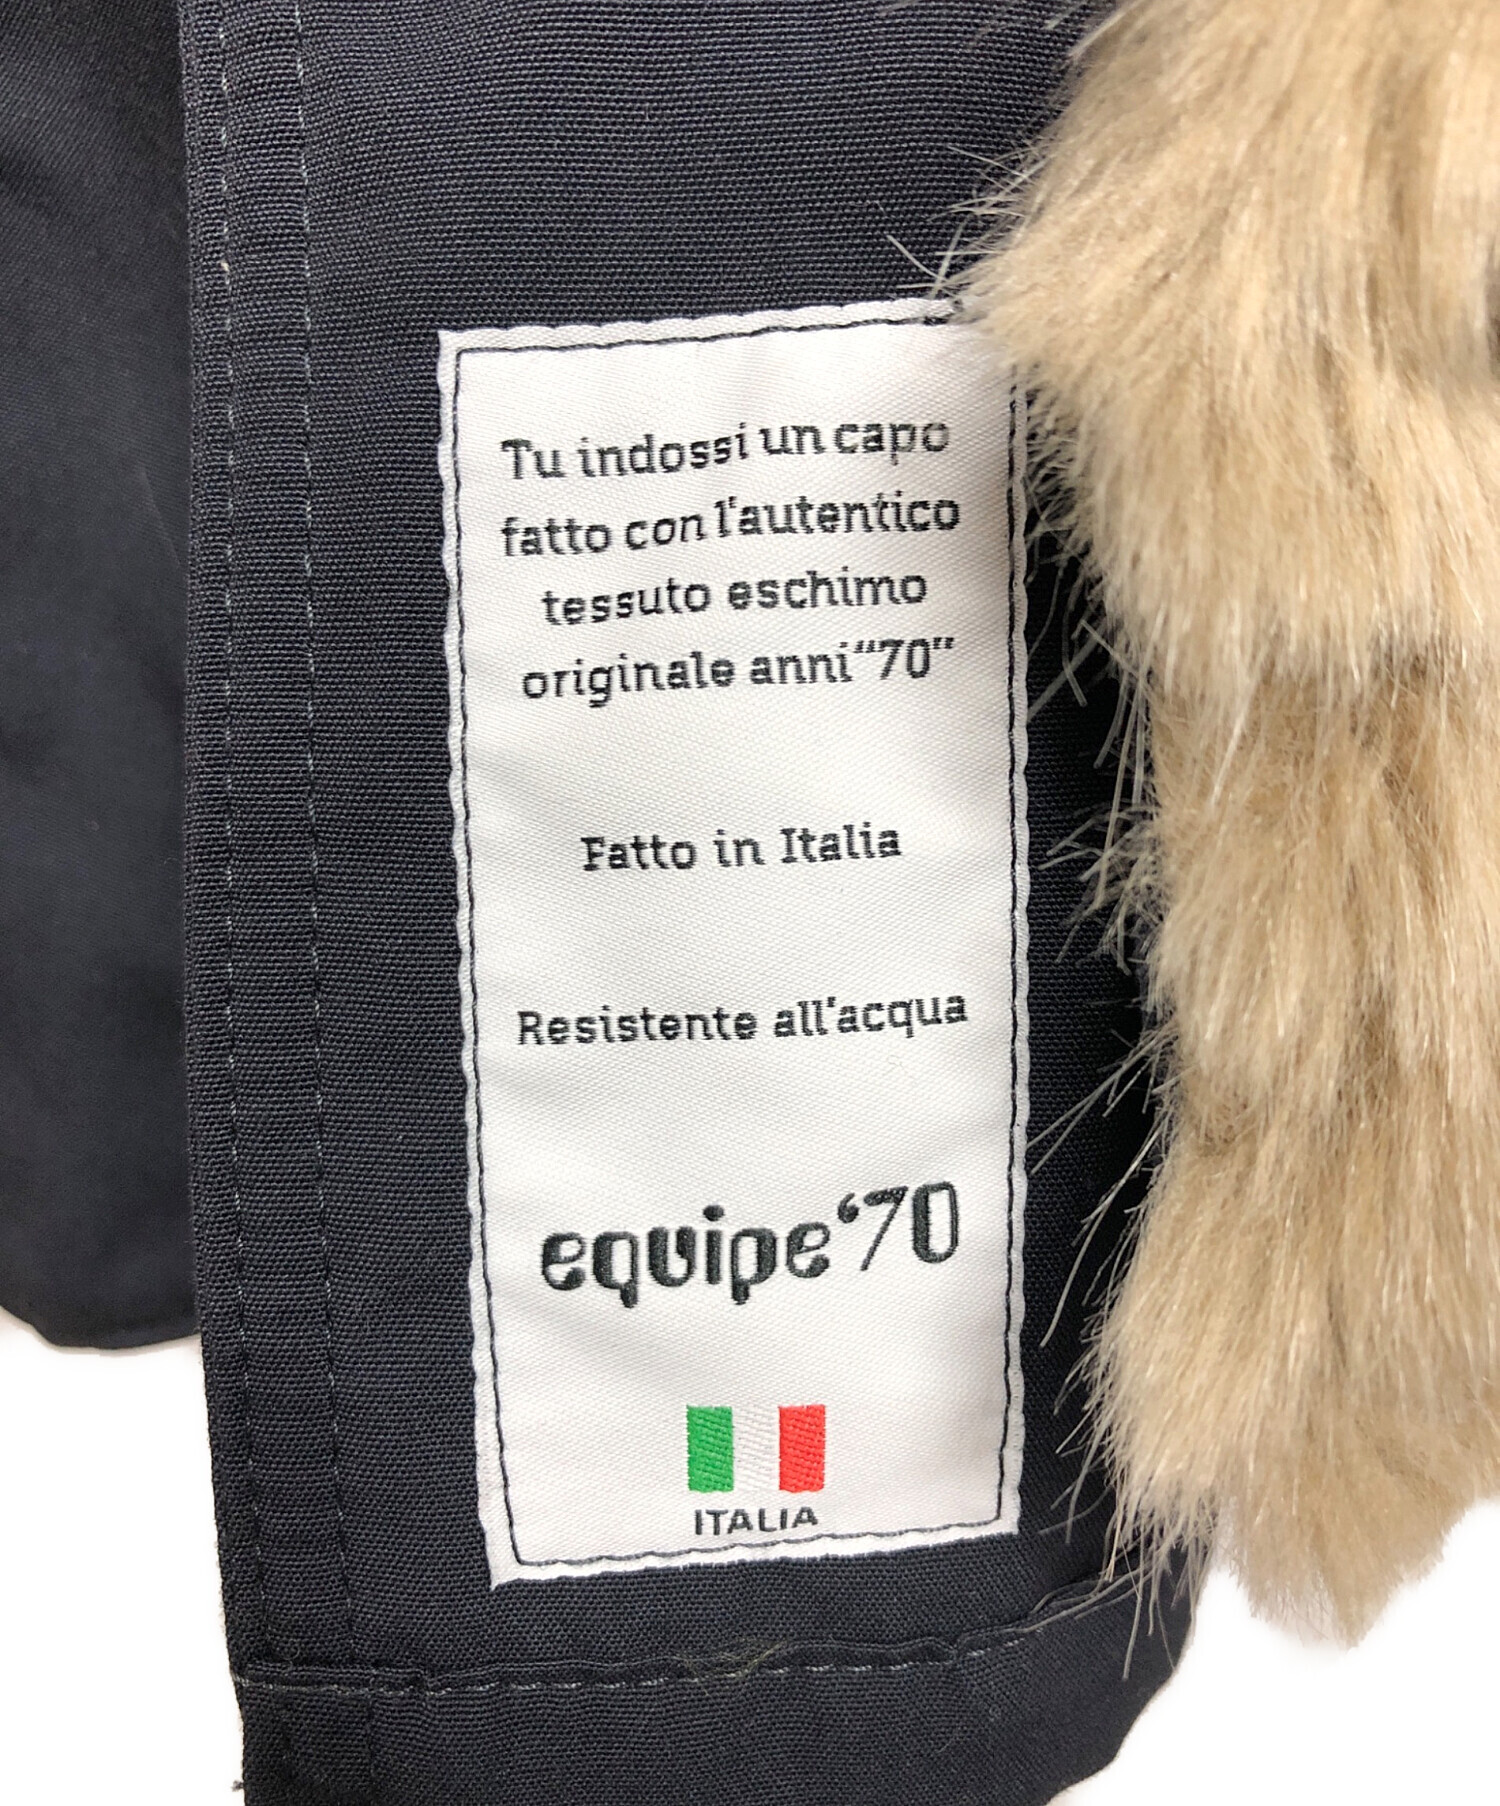 Tu indossi un capo
fatto con l'autentico
tessuto eschimo
originale anni “70”
Fatto in Italia
Resistente all'acqua
equipe‘70
ITALIA